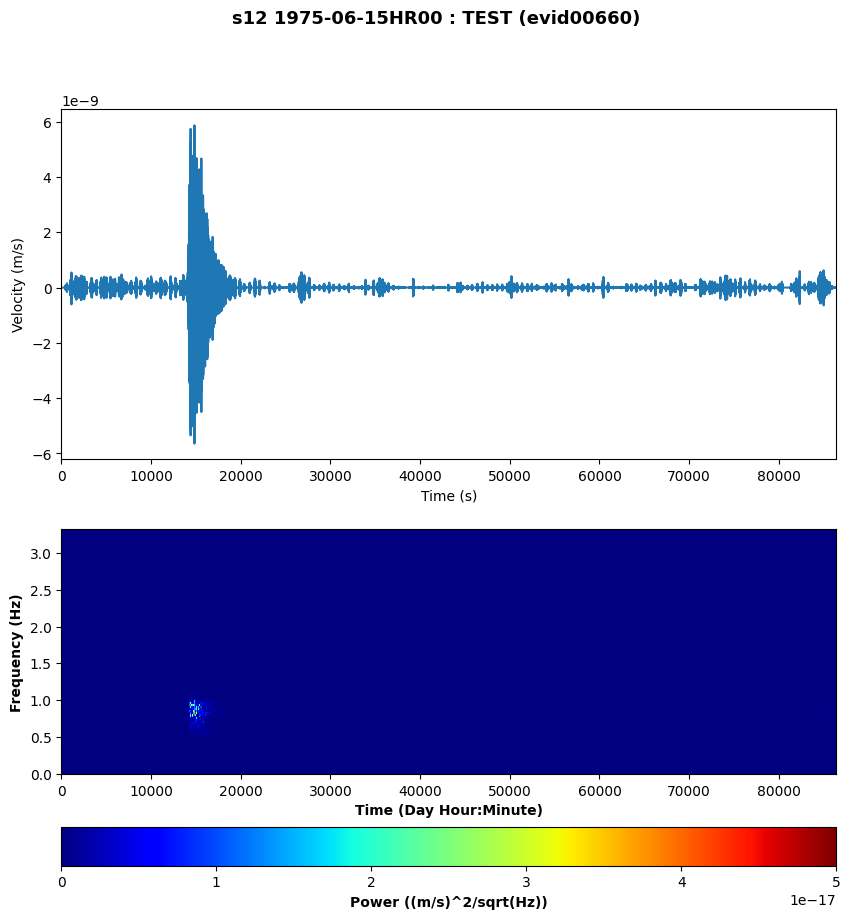 s12 1975-06-15HR00 : TEST (evid00660)
1e−9
6
4
2
0
−2
−4
−6
Velocity (m/s)
0 10000 20000 30000 40000 50000 60000 70000 80000
Time (s)
3.0
2.5
2.0
1.5
1.0
0.5
0.0
Frequency (Hz)
0 10000 20000 30000 40000 50000 60000 70000 80000
Time (Day Hour:Minute)
0 1 2 3 4 5
1e−17
Power ((m/s)^2/sqrt(Hz))